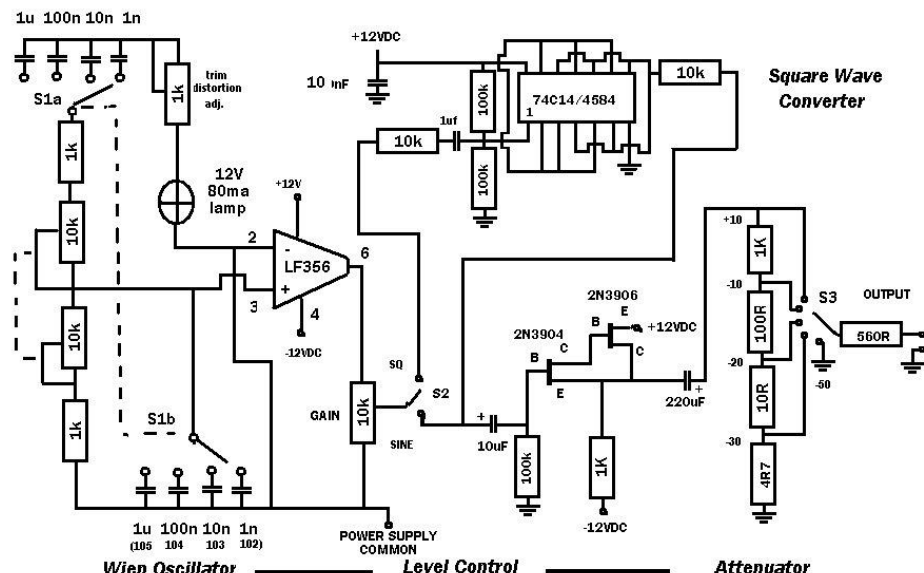 1u 100n 10n 1n
S1a
1k
trim
distortion
adj.
1k
12V
80ma
lamp
10k
10k
1k
S1b
1u 100n 10n 1n
(105 104 103 102)
+12V
2
-
LF356
+
3
6
4
-12VDC
GAIN
10k
SQ
S2
SINE
POWER SUPPLY
COMMON
+12VDC
10k
1uf
100k
100k
74C14/4584
1
10k
Square Wave
Converter
+
10uF
100k
2N3904
B
C
E
2N3906
B
E
C
+12VDC
1K
-12VDC
+
220uF
+10
1K
-10
100R
-20
10R
-30
4R7
S3
-50
OUTPUT
560R
Wien Oscillator
Level Control
Attenuator